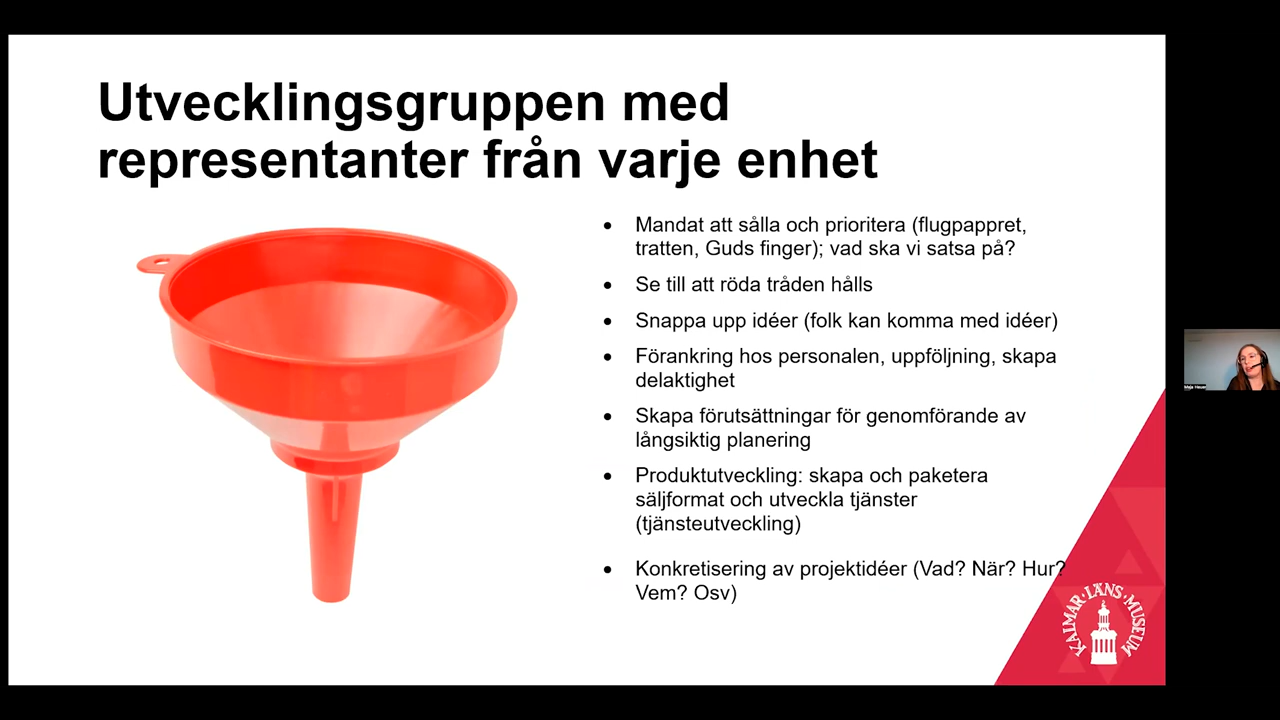 Utvecklingsgruppen med
representanter från varje enhet
• Mandat att sålla och prioritera (flugpappret,
tratten, Guds finger); vad ska vi satsa på?
• Se till att röda tråden hålls
• Snappa upp idéer (folk kan komma med idéer)
• Förankring hos personalen, uppföljning, skapa
delaktighet
• Skapa förutsättningar för genomförande av
långsiktig planering
• Produktutveckling: skapa och paketera
säljformat och utveckla tjänster
(tjänsteutveckling)
• Konkretisering av projektidéer (Vad? När? Hur?
Vem? Osv)
KALMAR·LÄNS·MUSEUM